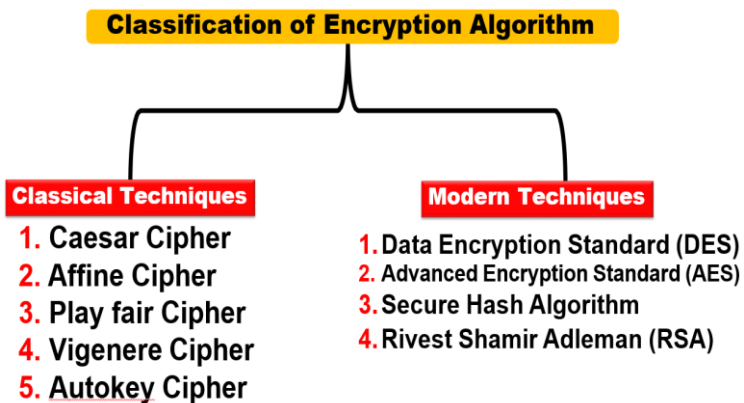 Classification of Encryption Algorithm
Classical Techniques
1. Caesar Cipher
2. Affine Cipher
3. Play fair Cipher
4. Vigenere Cipher
5. Autokey Cipher
Modern Techniques
1. Data Encryption Standard (DES)
2. Advanced Encryption Standard (AES)
3. Secure Hash Algorithm
4. Rivest Shamir Adleman (RSA)